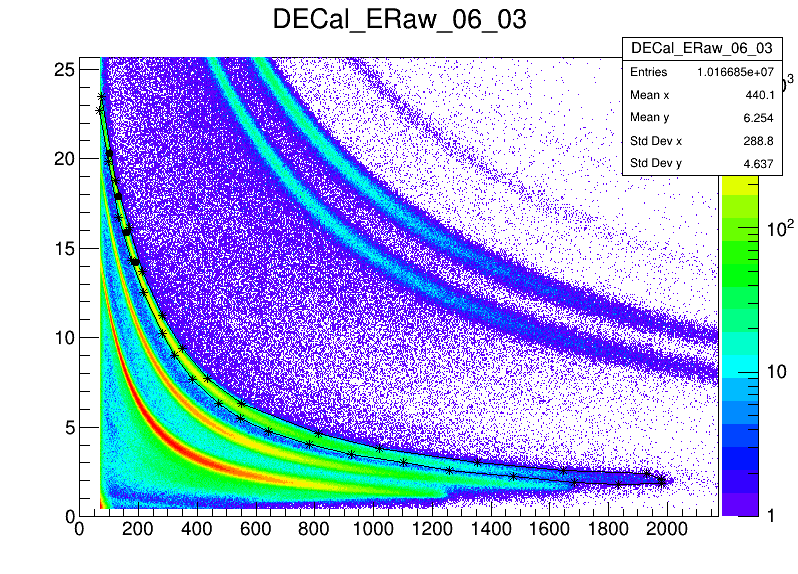 DECal_ERaw_06_03
DECal_ERaw_06_03
Entries 1.016685e+07
Mean x 440.1
Mean y 6.254
Std Dev x 288.8
Std Dev y 4.637
25
20
15
10
5
0
0 200 400 600 800 1000 1200 1400 1600 1800 2000
10²
10
1